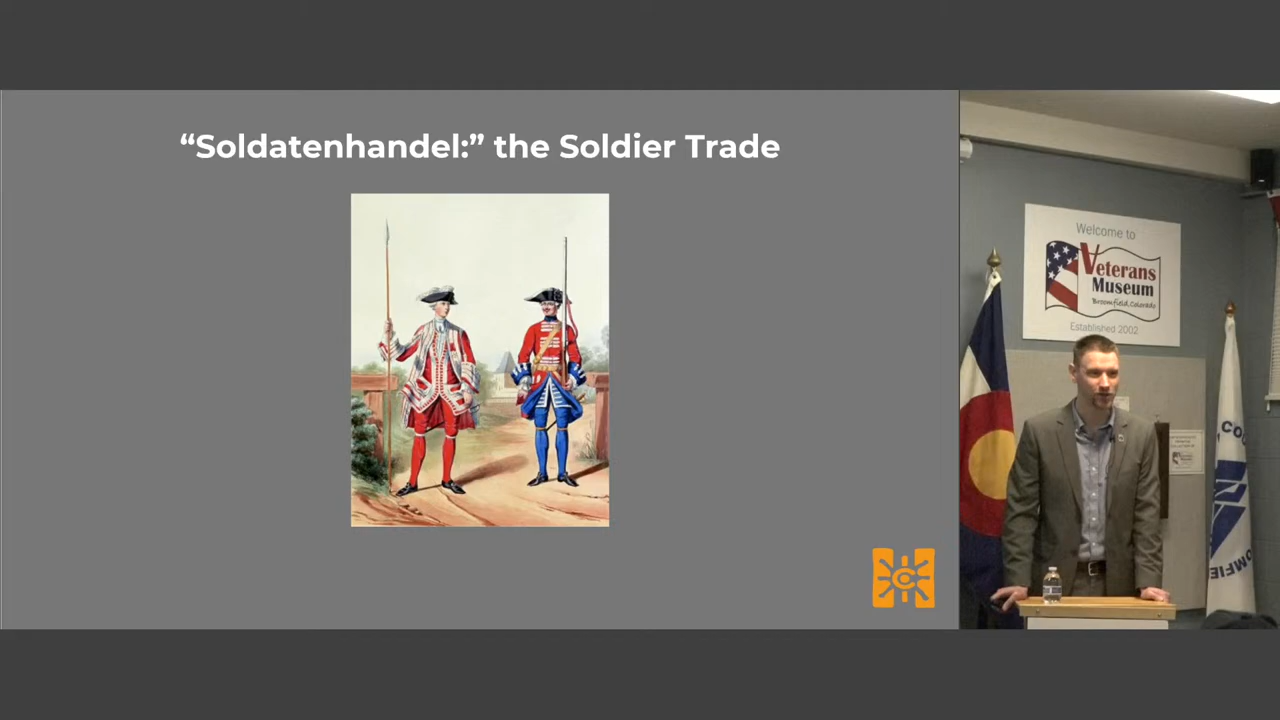 “Soldatenhandel:” the Soldier Trade
Welcome to
Veterans
Museum
Broomfield, Colorado
Established 2002